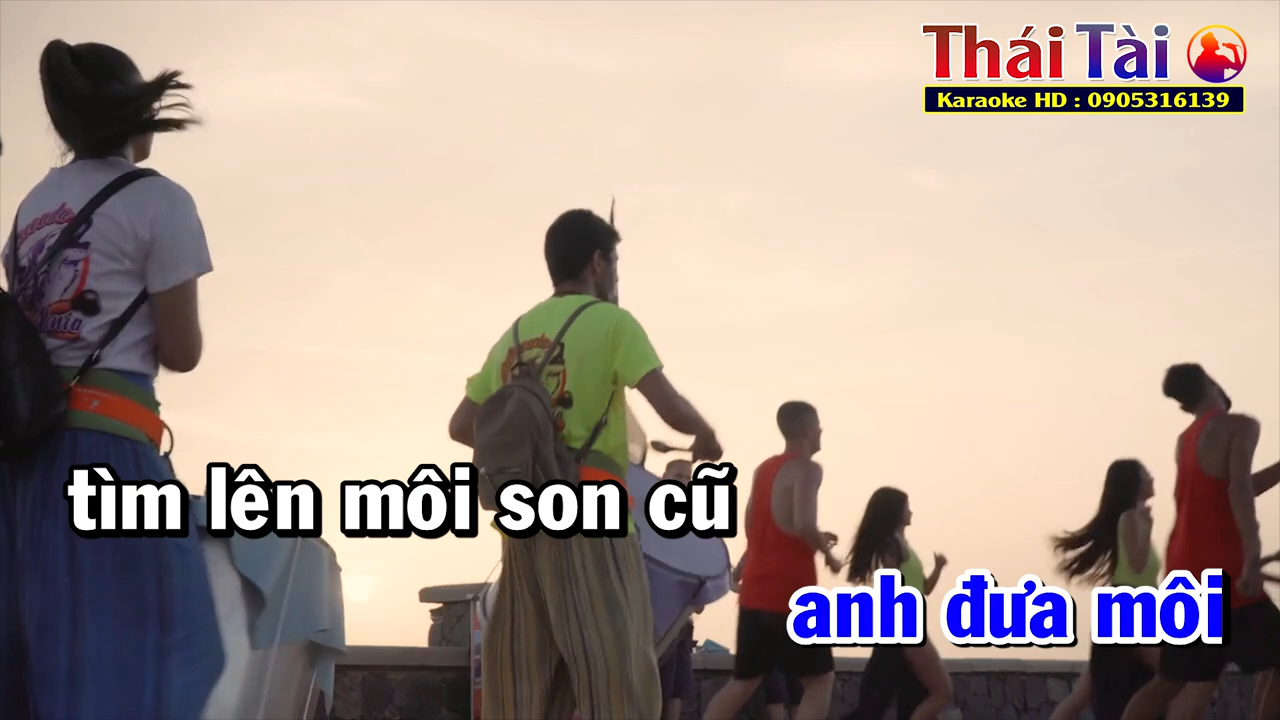 Thái Tài
Karaoke HD : 0905316139
tìm lên môi son cũ
anh đưa môi